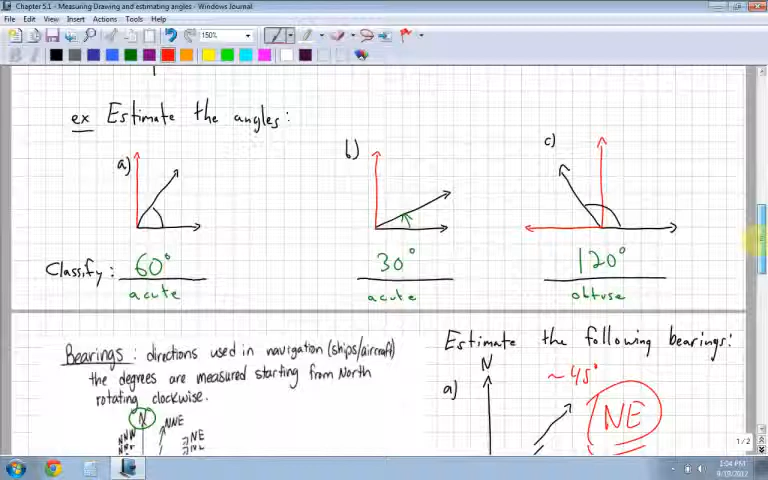 Chapter 5.1 - Measuring Drawing and estimating angles - Windows Journal
File Edit View Insert Actions Tools Help
150%
ex Estimate the angles:
a)
b)
c)
Classify: 60° 30° 120°
acute acute obtuse
Bearings: directions used in navigation (ships/aircraft)
the degrees are measured starting from North
rotating clockwise.
N
NNE
NE
Estimate the following bearings:
N
~45°
a)
NE
1/2
1:04 PM